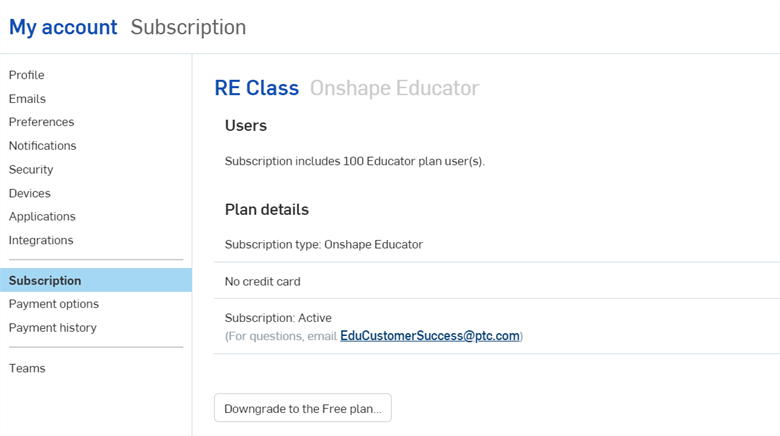 My account Subscription
Profile
Emails
Preferences
Notifications
Security
Devices
Applications
Integrations
Subscription
Payment options
Payment history
Teams
RE Class Onshape Educator
Users
Subscription includes 100 Educator plan user(s).
Plan details
Subscription type: Onshape Educator
No credit card
Subscription: Active
(For questions, email EduCustomerSuccess@ptc.com)
Downgrade to the Free plan...